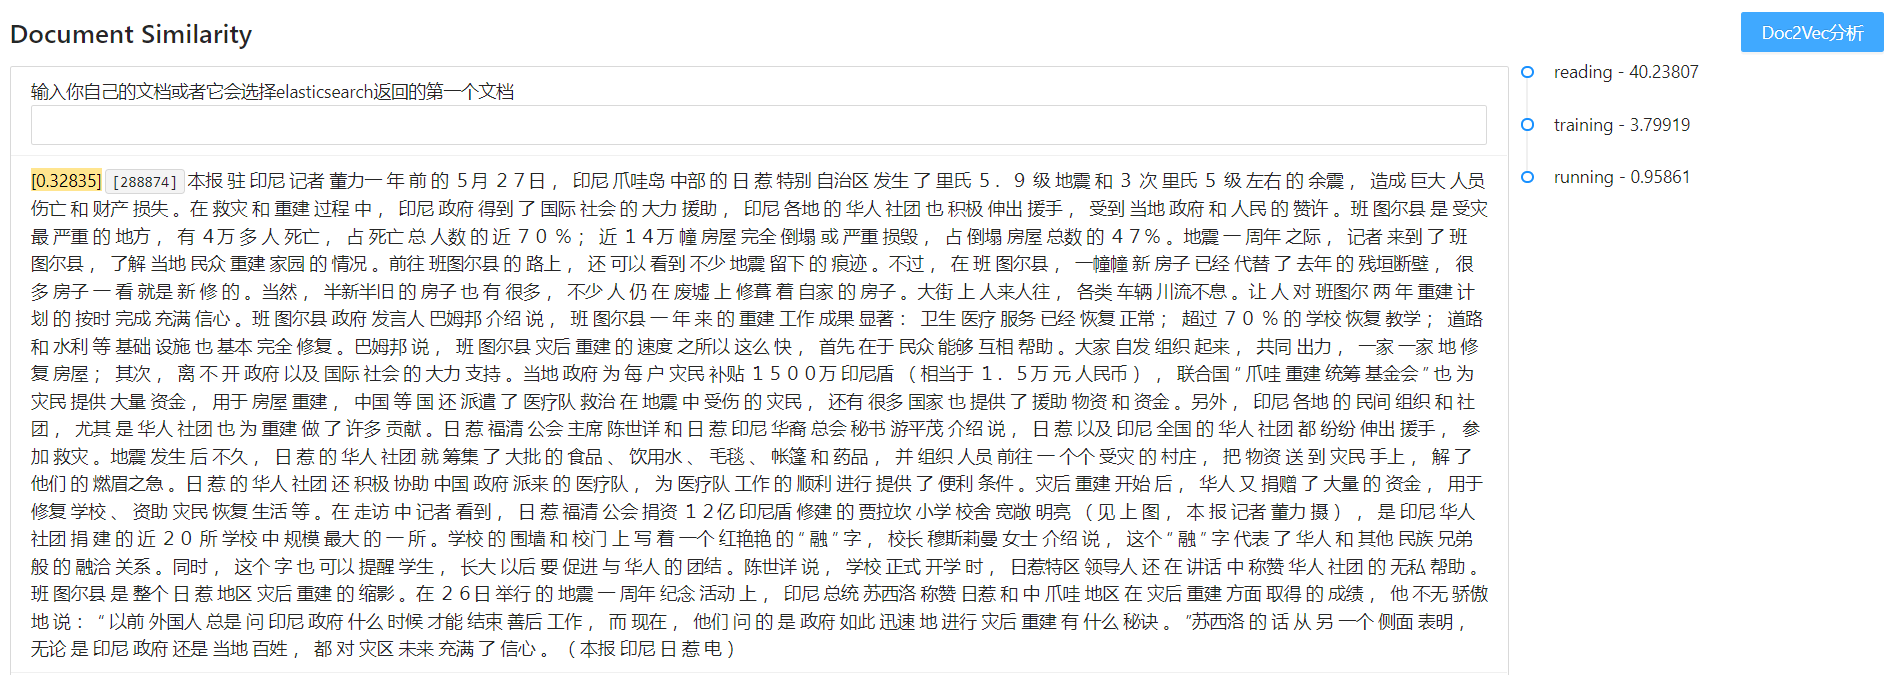 Document Similarity
Doc2Vec分析
输入你自己的文档或者它会选择elasticsearch返回的第一个文档
reading - 40.23807
training - 3.79919
running - 0.95861
[0.32835] [288874] 本报 驻 印尼 记者 董力一 年 前 的 ５月 ２７日 ， 印尼 爪哇岛 中部 的 日 惹 特别 自治区 发生 了 里氏 ５．９ 级 地震 和 ３ 次 里氏 ５ 级 左右 的 余震 ， 造成 巨大 人员
伤亡 和 财产 损失 。在 救灾 和 重建 过程 中 ， 印尼 政府 得到 了 国际 社会 的 大力 援助 ， 印尼 各地 的 华人 社团 也 积极 伸出 援手 ， 受到 当地 政府 和 人民 的 赞许 。班 图尔县 是 受灾
最 严重 的 地方 ， 有 ４万 多 人 死亡 ， 占 死亡 总 人数 的 近 ７０％ ； 近 １４万 幢 房屋 完全 倒塌 或 严重 损毁 ， 占 倒塌 房屋 总数 的 ４７％ 。地震 一 周年 之际 ， 记者 来到 了 班
图尔县 ， 了解 当地 民众 重建 家园 的 情况 。前往 班图尔县 的 路上 ， 还 可以 看到 不少 地震 留下 的 痕迹 。不过 ， 在 班 图尔县 ， 一幢幢 新 房子 已经 代替 了 去年 的 残垣断壁 ， 很
多 房子 一 看 就是 新 修 的 。当然 ， 半新半旧 的 房子 也 有 很多 ， 不少 人 仍 在 废墟 上 修葺 着 自家 的 房子 。大街 上 人来人往 ， 各类 车辆 川流不息 。让 人 对 班图尔 两 年 重建 计
划 的 按时 完成 充满 信心 。班 图尔县 政府 发言人 巴姆邦 介绍 说 ， 班 图尔县 一 年 来 的 重建 工作 成果 显著 ： 卫生 医疗 服务 已经 恢复 正常 ； 超过 ７０％ 的 学校 恢复 教学 ； 道路
和 水利 等 基础 设施 也 基本 完全 修复 。巴姆邦 说 ， 班 图尔县 灾后 重建 的 速度 之所以 这么 快 ， 首先 在于 民众 能够 互相 帮助 。大家 自发 组织 起来 ， 共同 出力 ， 一家 一家 地 修
复 房屋 ； 其次 ， 离 不 开 政府 以及 国际 社会 的 大力 支持 。当地 政府 为 每 户 灾民 补贴 １５００万 印尼盾 （ 相当于 １．５万 元 人民币 ） ， 联合国 “ 爪哇 重建 统筹 基金会 ” 也 为
灾民 提供 大量 资金 ， 用于 房屋 重建 ， 中国 等 国 还 派遣 了 医疗队 救治 在 地震 中 受伤 的 灾民 ， 还有 很多 国家 也 提供 了 援助 物资 和 资金 。另外 ， 印尼 各地 的 民间 组织 和 社
团 ， 尤其 是 华人 社团 也 为 重建 做 了 许多 贡献 。日 惹 福清 公会 主席 陈世详 和 日 惹 印尼 华裔 总会 秘书 游平茂 介绍 说 ， 日 惹 以及 印尼 全国 的 华人 社团 都 纷纷 伸出 援手 ， 参
加 救灾 。地震 发生 后 不久 ， 日 惹 的 华人 社团 就 筹集 了 大批 的 食品 、 饮用水 、 毛毯 、 帐篷 和 药品 ， 并 组织 人员 前往 一 个个 受灾 的 村庄 ， 把 物资 送 到 灾民 手上 ， 解 了
他们 的 燃眉之急 。日 惹 的 华人 社团 还 积极 协助 中国 政府 派来 的 医疗队 ， 为 医疗队 工作 的 顺利 进行 提供 了 便利 条件 。灾后 重建 开始 后 ， 华人 又 捐赠 了 大量 的 资金 ， 用于
修复 学校 、 资助 灾民 恢复 生活 等 。在 走访 中 记者 看到 ， 日 惹 福清 公会 捐资 １２亿 印尼盾 修建 的 贾拉坎 小学 校舍 宽敞 明亮 （ 见 上 图 ， 本 报 记者 董力 摄 ） ， 是 印尼 华人
社团 捐 建 的 近 ２０ 所 学校 中 规模 最大 的 一 所 。学校 的 围墙 和 校门 上 写 着 一个 红艳艳 的 “ 融 ” 字 ， 校长 穆斯莉曼 女士 介绍 说 ， 这个 “ 融 ” 字 代表 了 华人 和 其他 民族 兄弟
般 的 融洽 关系 。同时 ， 这个 字 也 可以 提醒 学生 ， 长大 以后 要 促进 与 华人 的 团结 。陈世详 说 ， 学校 正式 开学 时 ， 日惹特区 领导人 还 在 讲话 中 称赞 华人 社团 的 无私 帮助 。
班 图尔县 是 整个 日 惹 地区 灾后 重建 的 缩影 。在 ２６日 举行 的 地震 一 周年 纪念 活动 上 ， 印尼 总统 苏西洛 称赞 日惹 和 中 爪哇 地区 在 灾后 重建 方面 取得 的 成绩 ， 他 不无 骄傲
地 说 ： “ 以前 外国人 总是 问 印尼 政府 什么 时候 才能 结束 善后 工作 ， 而 现在 ， 他们 问 的 是 政府 如此 迅速 地 进行 灾后 重建 有 什么 秘诀 。 ”苏西洛 的 话 从 另 一个 侧面 表明 ，
无论 是 印尼 政府 还是 当地 百姓 ， 都 对 灾区 未来 充满 了 信心 。 （ 本报 印尼 日 惹 电 ）